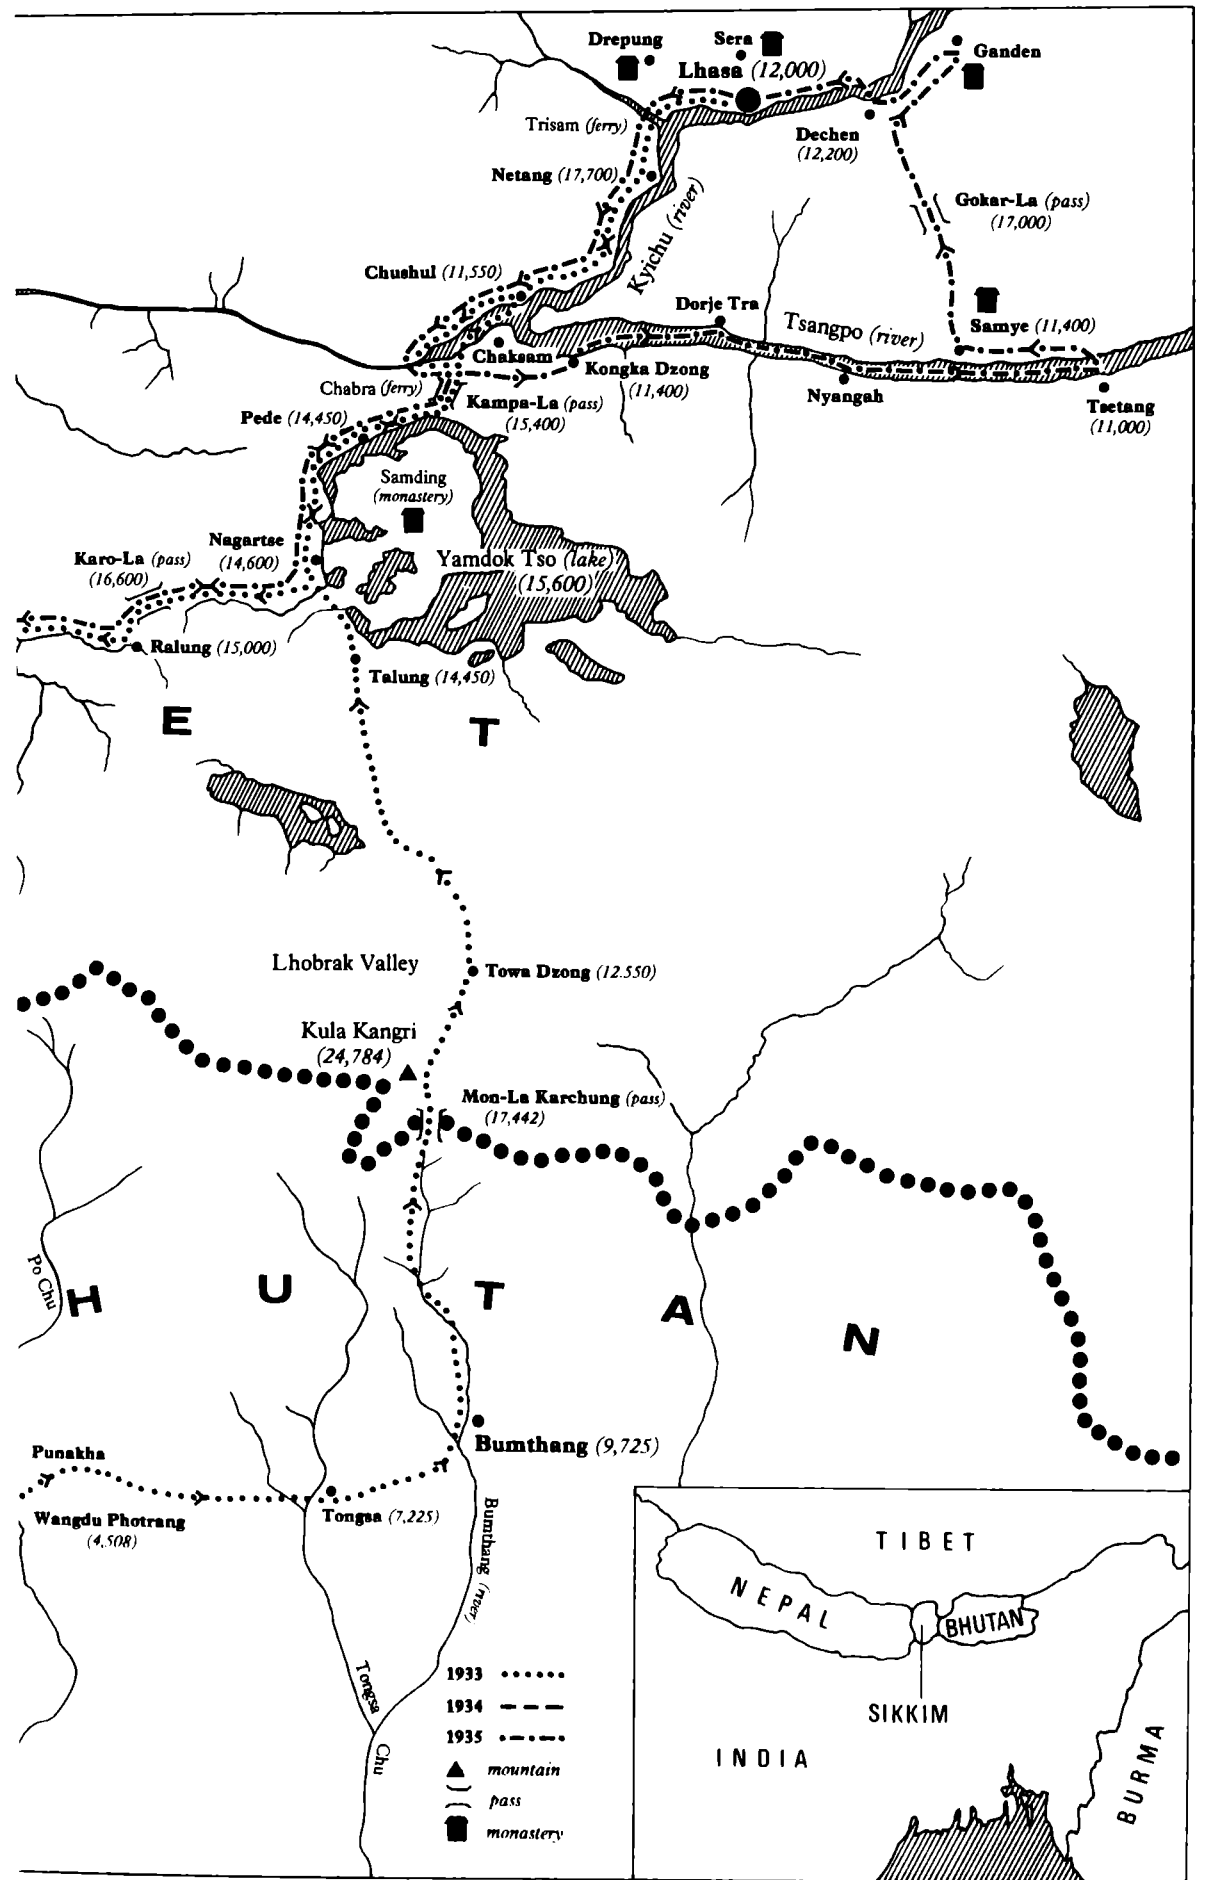 Drepung
Sera
Ganden
Lhasa (12,000)
Trisam (ferry)
Dechen
(12,200)
Netang (17,700)
Gokar-La (pass)
(17,000)
Kyichu (river)
Chushul (11,550)
Dorje Tra
Tsangpo (river)
Samye (11,400)
Chaksam
Kongka Dzong
(11,400)
Chabra (ferry)
Kampa-La (pass)
(15,400)
Nyangah
Tsetang
(11,000)
Pede (14,450)
Samding
(monastery)
Nagartse
(14,600)
Karo-La (pass)
(16,600)
Yamdok Tso (lake)
(15,600)
Ralung (15,000)
Talung (14,450)
E T
Lhobrak Valley
Towa Dzong (12.550)
Kula Kangri
(24,784)
Mon-La Karchung (pass)
(17,442)
Po Chu
H U T A N
Bumthang (9,725)
Punakha
Wangdu Photrang
(4,508)
Tongsa (7,225)
Bumthang (river)
Tongsa
Chu
1933
1934
1935
mountain
pass
monastery
TIBET
NEPAL
BHUTAN
SIKKIM
INDIA
BURMA